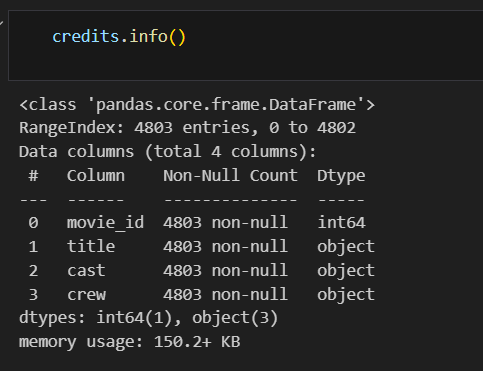 credits.info()
<class 'pandas.core.frame.DataFrame'>
RangeIndex: 4803 entries, 0 to 4802
Data columns (total 4 columns):
 #   Column    Non-Null Count  Dtype
---  ------    --------------  -----
 0   movie_id  4803 non-null   int64
 1   title     4803 non-null   object
 2   cast      4803 non-null   object
 3   crew      4803 non-null   object
dtypes: int64(1), object(3)
memory usage: 150.2+ KB